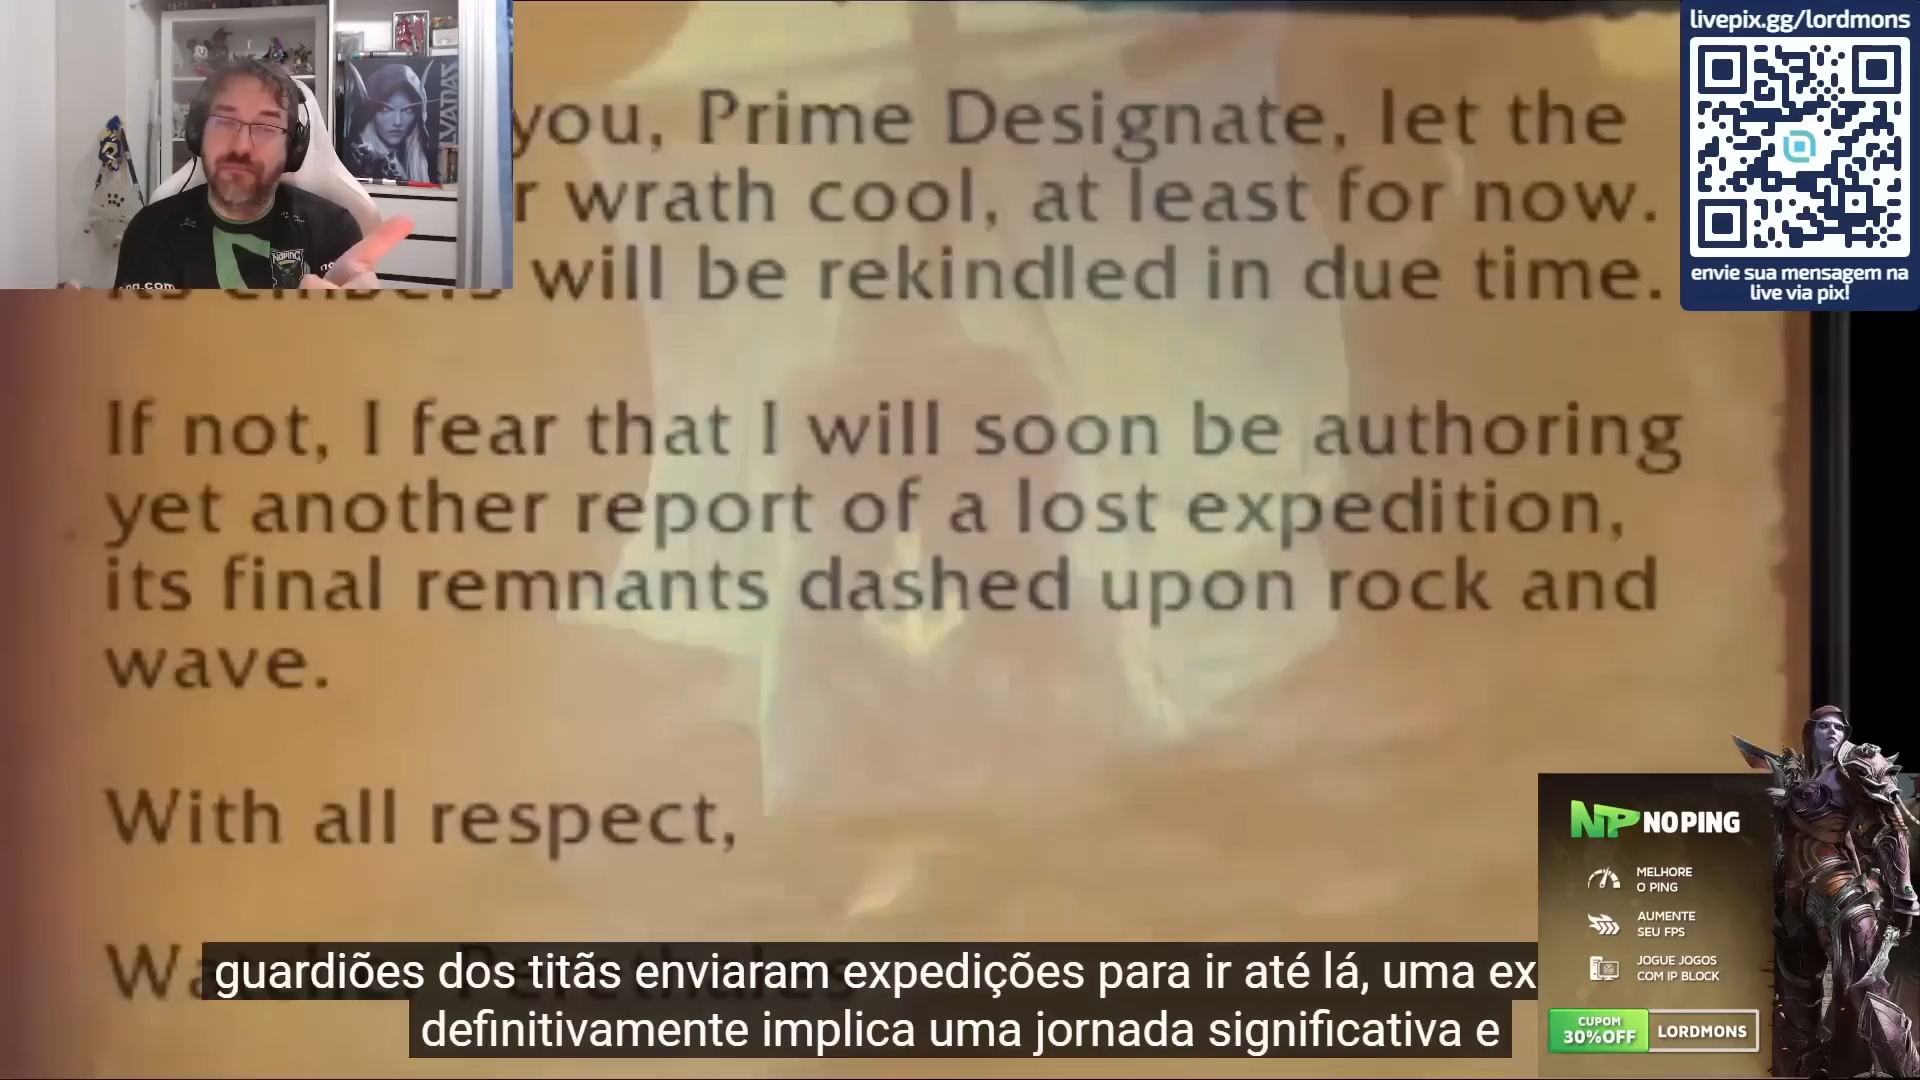 livepix.gg/lordmons
you, Prime Designate, let the
r wrath cool, at least for now.
will be rekindled in due time.
If not, I fear that I will soon be authoring
yet another report of a lost expedition,
its final remnants dashed upon rock and
wave.
With all respect,
guardiões dos titãs enviaram expedições para ir até lá, uma ex
definitivamente implica uma jornada significativa e
envie sua mensagem na
live via pix!
NP NOPING
MELHORE
O PING
AUMENTE
SEU FPS
JOGUE JOGOS
COM IP BLOCK
CUPOM
30%OFF
LORDMONS
SYLVANAS
NOPING